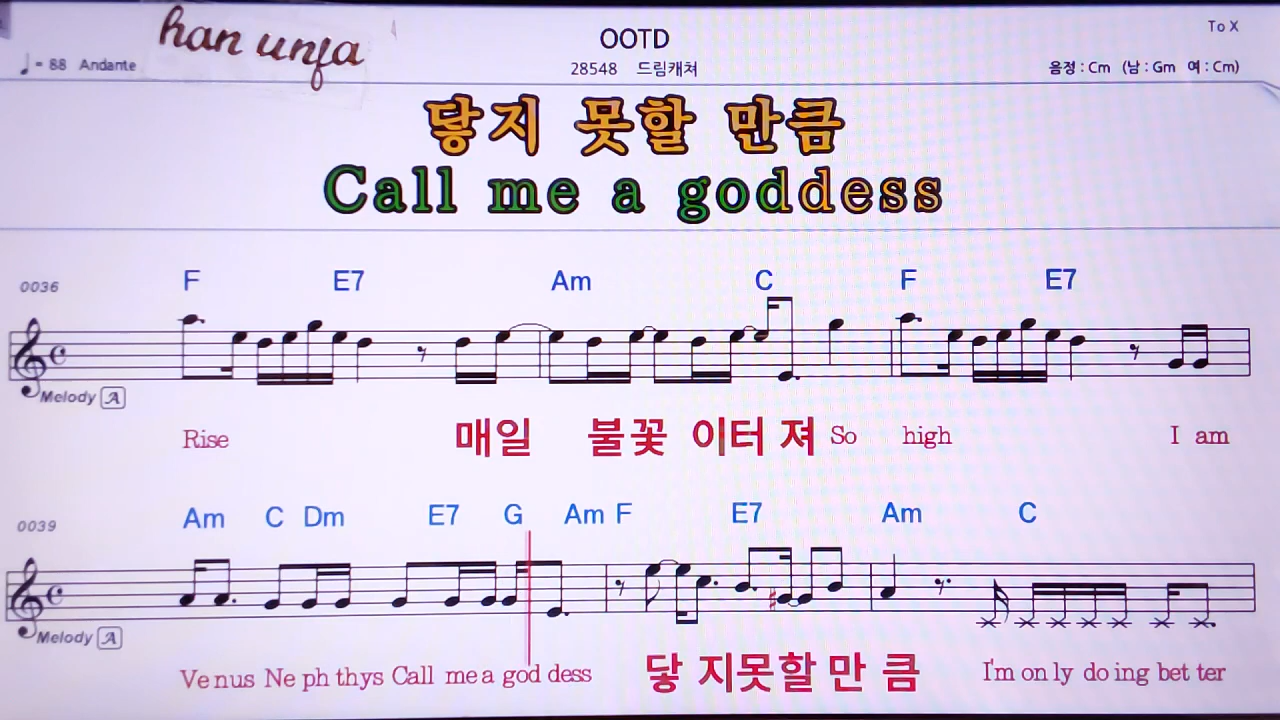 han unfa
To X
OOTD
♩= 88 Andante
28548 드림캐쳐
음정 : Cm (남 : Gm 여 : Cm)
닿지 못할 만큼
Call me a goddess
0036
F E7 Am C F E7
Melody A
Rise 매일 불꽃 이터 져 So high I am
0039
Am C Dm E7 G Am F E7 Am C
Melody A
Ve nus Ne ph thys Call me a god dess 닿 지못할 만 큼 I'm on ly do ing bet ter